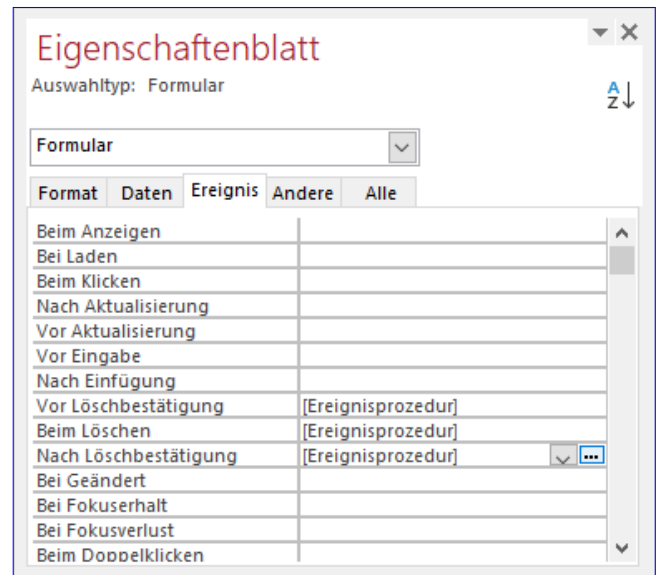 Eigenschaftenblatt
Auswahltyp: Formular
A
Z
Formular
Format Daten Ereignis Andere Alle
Beim Anzeigen
Bei Laden
Beim Klicken
Nach Aktualisierung
Vor Aktualisierung
Vor Eingabe
Nach Einfügung
Vor Löschbestätigung [Ereignisprozedur]
Beim Löschen [Ereignisprozedur]
Nach Löschbestätigung [Ereignisprozedur]
Bei Geändert
Bei Fokuserhalt
Bei Fokusverlust
Beim Doppelklicken